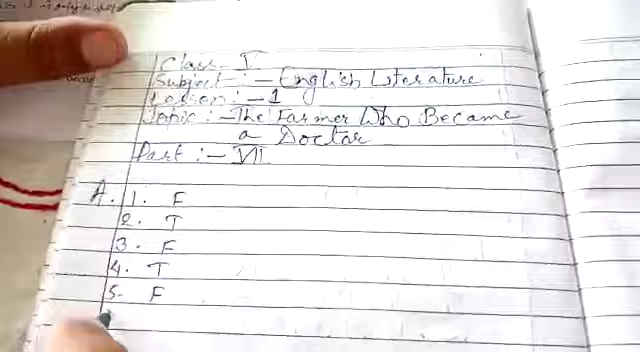 Class - V
Subject :- English Literature
Lesson :- 1
Topic :- The Farmer Who Became
a Doctor
Part :- VII
A. 1. F
2. T
3. F
4. T
5. F